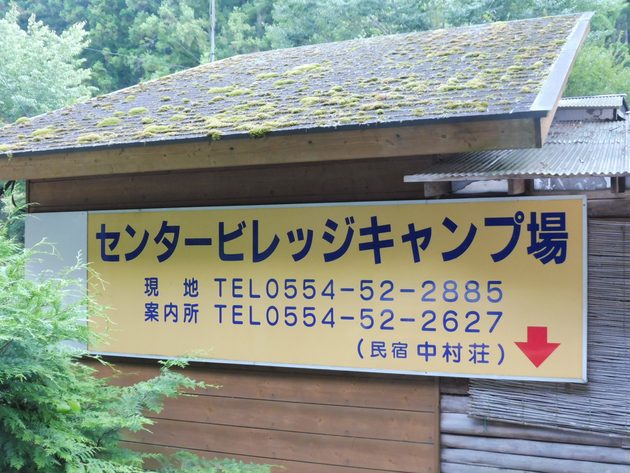 センタービレッジキャンプ場
現 地 TEL0554-52-2885
案内所 TEL0554-52-2627
(民宿 中村荘)